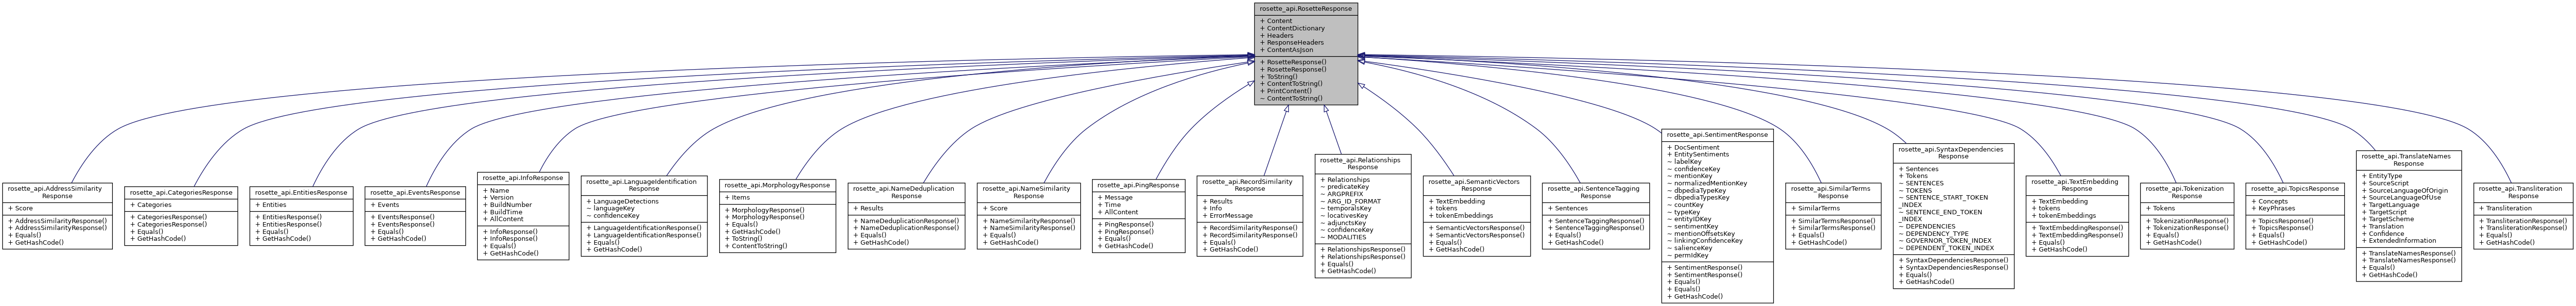 rosette_api.RosetteResponse
+ Content
+ ContentDictionary
+ Headers
+ ResponseHeaders
+ ContentAsJson
+ RosetteResponse()
+ RosetteResponse()
+ ToString()
+ ContentToString()
+ PrintContent()
~ ContentToString()
rosette_api.AddressSimilarity
Response
+ Score
+ AddressSimilarityResponse()
+ AddressSimilarityResponse()
+ Equals()
+ GetHashCode()
rosette_api.CategoriesResponse
+ Categories
+ CategoriesResponse()
+ CategoriesResponse()
+ Equals()
+ GetHashCode()
rosette_api.EntitiesResponse
+ Entities
+ EntitiesResponse()
+ EntitiesResponse()
+ Equals()
+ GetHashCode()
rosette_api.EventsResponse
+ Events
+ EventsResponse()
+ EventsResponse()
+ Equals()
+ GetHashCode()
rosette_api.InfoResponse
+ Name
+ Version
+ BuildNumber
+ BuildTime
+ AllContent
+ InfoResponse()
+ InfoResponse()
+ Equals()
+ GetHashCode()
rosette_api.LanguageIdentification
Response
+ LanguageDetections
~ languageKey
~ confidenceKey
+ LanguageIdentificationResponse()
+ LanguageIdentificationResponse()
+ Equals()
+ GetHashCode()
rosette_api.MorphologyResponse
+ Items
+ MorphologyResponse()
+ MorphologyResponse()
+ Equals()
+ GetHashCode()
+ ToString()
+ ContentToString()
rosette_api.NameDeduplication
Response
+ Results
+ NameDeduplicationResponse()
+ NameDeduplicationResponse()
+ Equals()
+ GetHashCode()
rosette_api.NameSimilarity
Response
+ Score
+ NameSimilarityResponse()
+ NameSimilarityResponse()
+ Equals()
+ GetHashCode()
rosette_api.PingResponse
+ Message
+ Time
+ AllContent
+ PingResponse()
+ PingResponse()
+ Equals()
+ GetHashCode()
rosette_api.RecordSimilarity
Response
+ Results
+ Info
+ ErrorMessage
+ RecordSimilarityResponse()
+ RecordSimilarityResponse()
+ Equals()
+ GetHashCode()
rosette_api.Relationships
Response
+ Relationships
~ predicateKey
~ ARGPREFIX
~ ARG_ID_FORMAT
~ temporalsKey
~ locativesKey
~ adjunctsKey
~ confidenceKey
~ MODALITIES
+ RelationshipsResponse()
+ RelationshipsResponse()
+ Equals()
+ GetHashCode()
rosette_api.SemanticVectors
Response
+ TextEmbedding
+ tokens
+ tokenEmbeddings
+ SemanticVectorsResponse()
+ SemanticVectorsResponse()
+ Equals()
+ GetHashCode()
rosette_api.SentenceTagging
Response
+ Sentences
+ SentenceTaggingResponse()
+ SentenceTaggingResponse()
+ Equals()
+ GetHashCode()
rosette_api.SentimentResponse
+ DocSentiment
+ EntitySentiments
~ labelKey
~ confidenceKey
~ mentionKey
~ normalizedMentionKey
~ dbpediaTypeKey
~ dbpediaTypesKey
~ countKey
~ typeKey
~ entityIDKey
~ sentimentKey
~ mentionOffsetsKey
~ linkingConfidenceKey
~ salienceKey
~ permIdKey
+ SentimentResponse()
+ SentimentResponse()
+ Equals()
+ Equals()
+ Equals()
+ GetHashCode()
rosette_api.SimilarTerms
Response
+ SimilarTerms
+ SimilarTermsResponse()
+ SimilarTermsResponse()
+ Equals()
+ GetHashCode()
rosette_api.SyntaxDependencies
Response
+ Sentences
+ Tokens
~ SENTENCES
~ TOKENS
~ SENTENCE_START_TOKEN
_INDEX
~ SENTENCE_END_TOKEN
_INDEX
~ DEPENDENCIES
~ DEPENDENCY_TYPE
~ GOVERNOR_TOKEN_INDEX
~ DEPENDENT_TOKEN_INDEX
+ SyntaxDependenciesResponse()
+ SyntaxDependenciesResponse()
+ Equals()
+ GetHashCode()
rosette_api.TextEmbedding
Response
+ TextEmbedding
+ tokens
+ tokenEmbeddings
+ TextEmbeddingResponse()
+ TextEmbeddingResponse()
+ Equals()
+ GetHashCode()
rosette_api.Tokenization
Response
+ Tokens
+ TokenizationResponse()
+ TokenizationResponse()
+ Equals()
+ GetHashCode()
rosette_api.TopicsResponse
+ Concepts
+ KeyPhrases
+ TopicsResponse()
+ TopicsResponse()
+ Equals()
+ GetHashCode()
rosette_api.TranslateNames
Response
+ EntityType
+ SourceScript
+ SourceLanguageOfOrigin
+ SourceLanguageOfUse
+ TargetLanguage
+ TargetScript
+ TargetScheme
+ Translation
+ Confidence
+ ExtendedInformation
+ TranslateNamesResponse()
+ TranslateNamesResponse()
+ Equals()
+ GetHashCode()
rosette_api.Transliteration
Response
+ Transliteration
+ TransliterationResponse()
+ TransliterationResponse()
+ Equals()
+ GetHashCode()